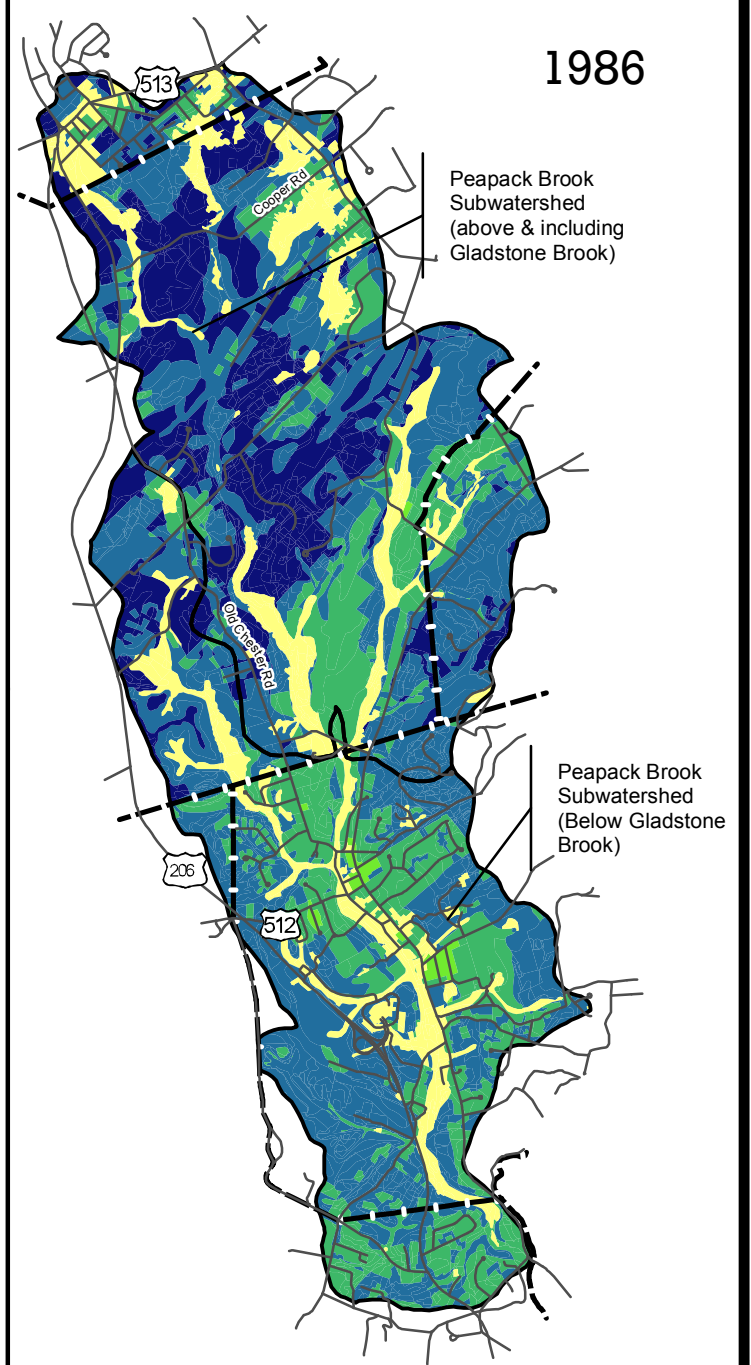 1986
513
Peapack Brook
Subwatershed
(above & including
Gladstone Brook)
Cooper Rd
Old Chester Rd
Peapack Brook
Subwatershed
(Below Gladstone
Brook)
206
512